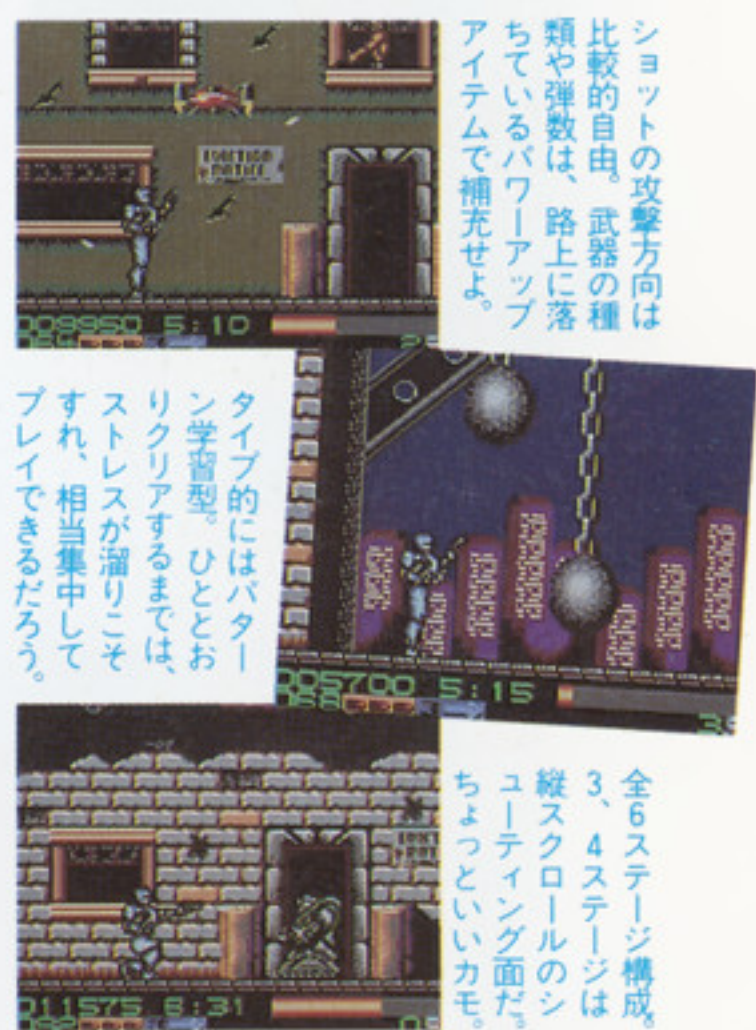 ショットの攻撃方向は
比較的自由。武器の種
類や弾数は、路上に落
ちているパワーアップ
アイテムで補充せよ。
EVICTION
NOTICE
009950 5:10
タイプ的にはパター
ン学習型。ひととお
りクリアするまでは、
ストレスが溜りこそ
すれ、相当集中して
プレイできるだろう。
005700 5:15
068
全6ステージ構成。
3、4ステージは
縦スクロールのシ
ューティング面だ。
ちょっといいカモ。
011575 6:31